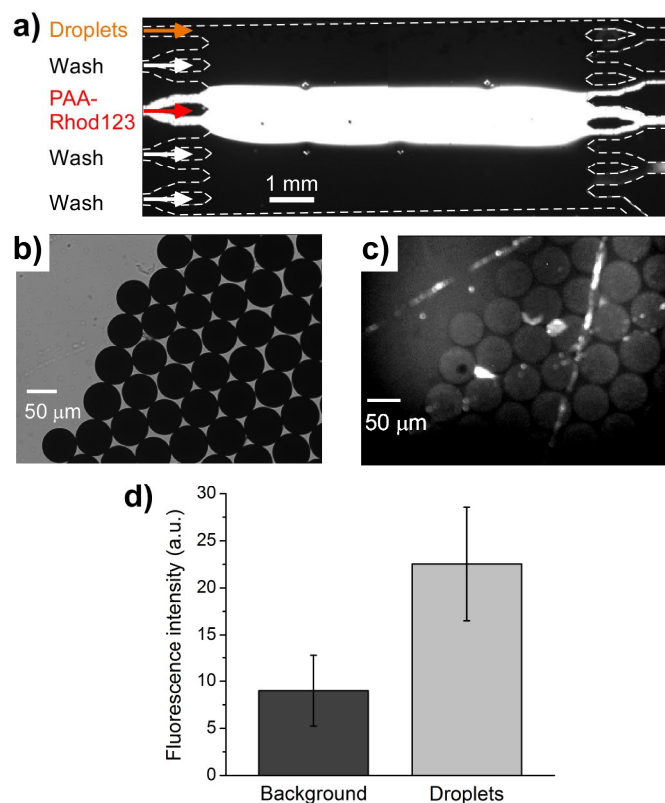 a)
Droplets
Wash
PAA-
Rhod123
Wash
Wash
1 mm
b)
50 μm
c)
50 μm
d)
Fluorescence intensity (a.u.)
30
25
20
15
10
5
0
Background
Droplets